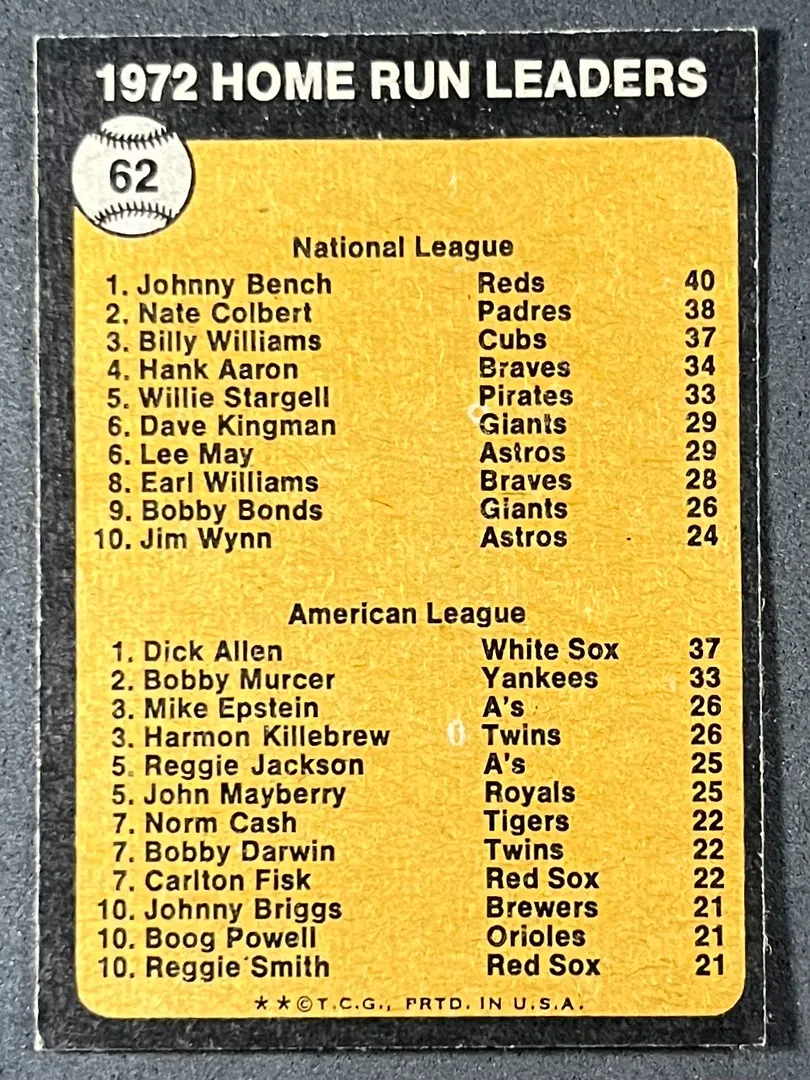 1972 HOME RUN LEADERS
62
National League
1. Johnny Bench Reds 40
2. Nate Colbert Padres 38
3. Billy Williams Cubs 37
4. Hank Aaron Braves 34
5. Willie Stargell Pirates 33
6. Dave Kingman Giants 29
6. Lee May Astros 29
8. Earl Williams Braves 28
9. Bobby Bonds Giants 26
10. Jim Wynn Astros 24
American League
1. Dick Allen White Sox 37
2. Bobby Murcer Yankees 33
3. Mike Epstein A's 26
3. Harmon Killebrew Twins 26
5. Reggie Jackson A's 25
5. John Mayberry Royals 25
7. Norm Cash Tigers 22
7. Bobby Darwin Twins 22
7. Carlton Fisk Red Sox 22
10. Johnny Briggs Brewers 21
10. Boog Powell Orioles 21
10. Reggie Smith Red Sox 21
★★©T.C.G., PRTD. IN U.S.A.